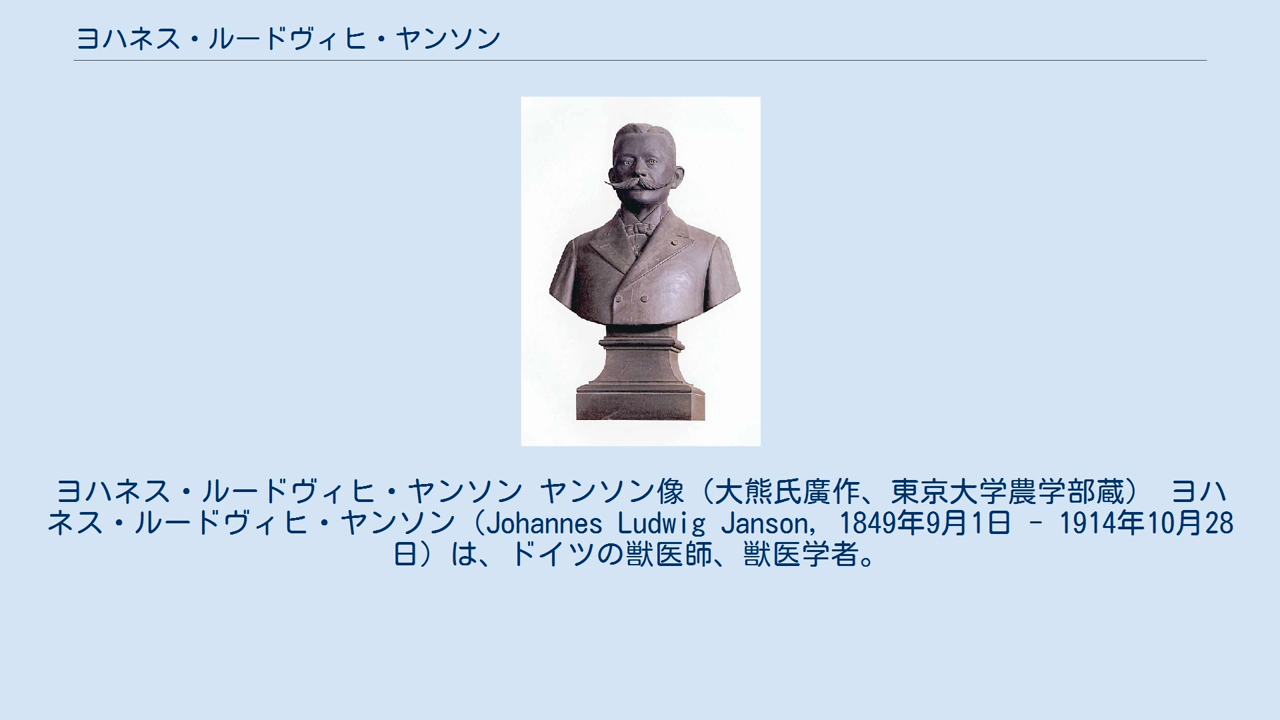 ヨハネス・ルードヴィヒ・ヤンソン
ヨハネス・ルードヴィヒ・ヤンソン ヤンソン像（大熊氏廣作、東京大学農学部蔵） ヨハ
ネス・ルードヴィヒ・ヤンソン（Johannes Ludwig Janson, 1849年9月1日 - 1914年10月28
日）は、ドイツの獣医師、獣医学者。